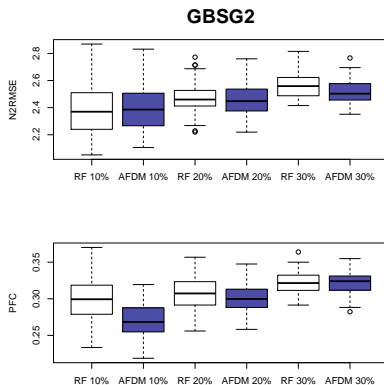 GBSG2
N2RMSE
2.8
2.6
2.4
2.2
RF 10% AFDM 10% RF 20% AFDM 20% RF 30% AFDM 30%
PFC
0.35
0.30
0.25
RF 10% AFDM 10% RF 20% AFDM 20% RF 30% AFDM 30%